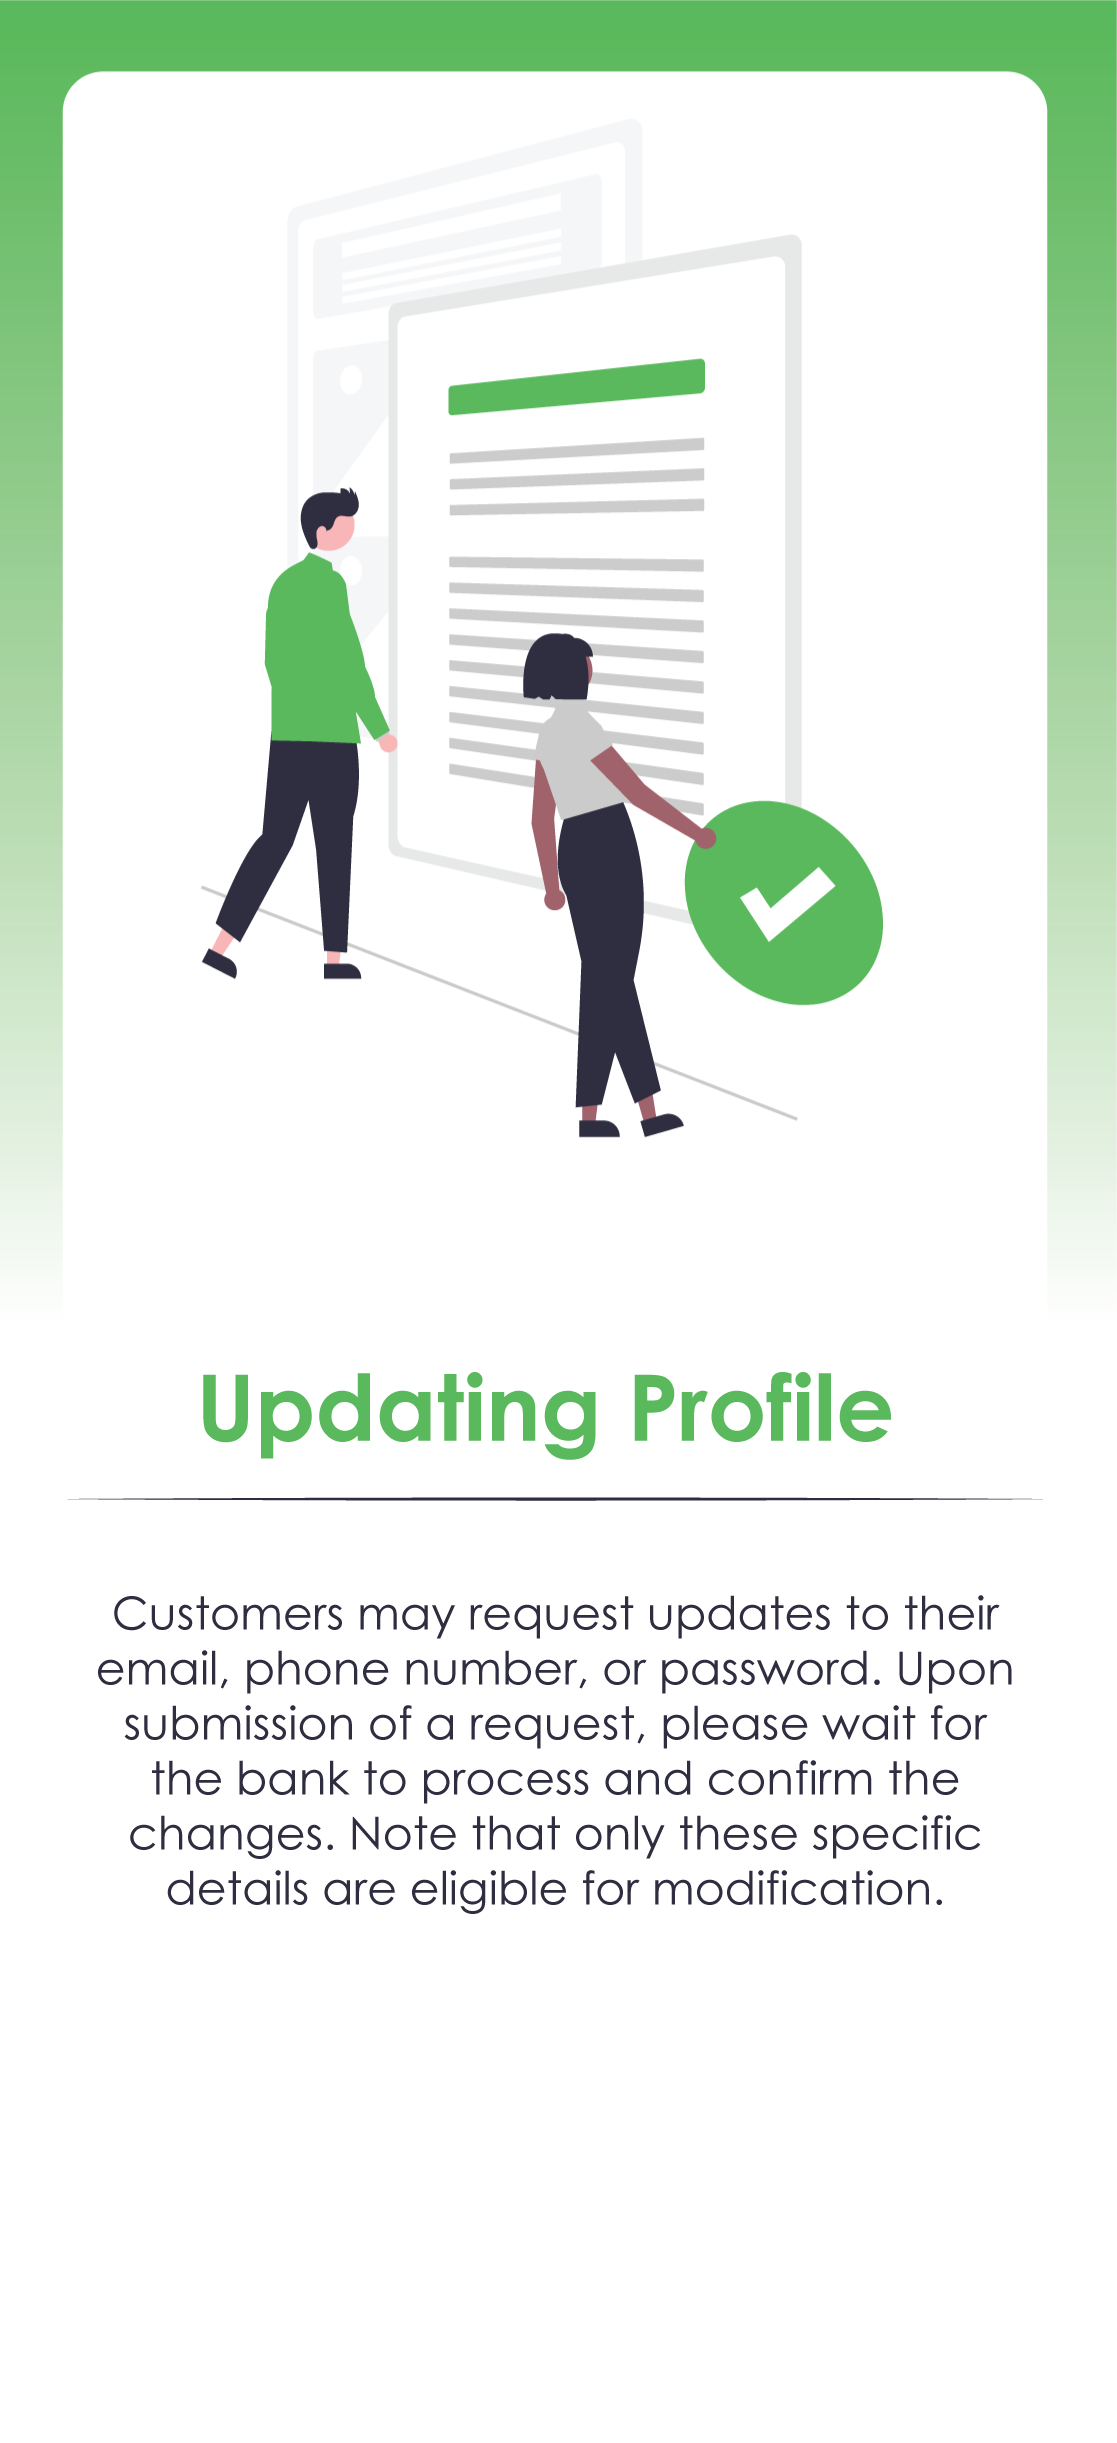 Updating Profile
Customers may request updates to their
email, phone number, or password. Upon
submission of a request, please wait for
the bank to process and confirm the
changes. Note that only these specific
details are eligible for modification.